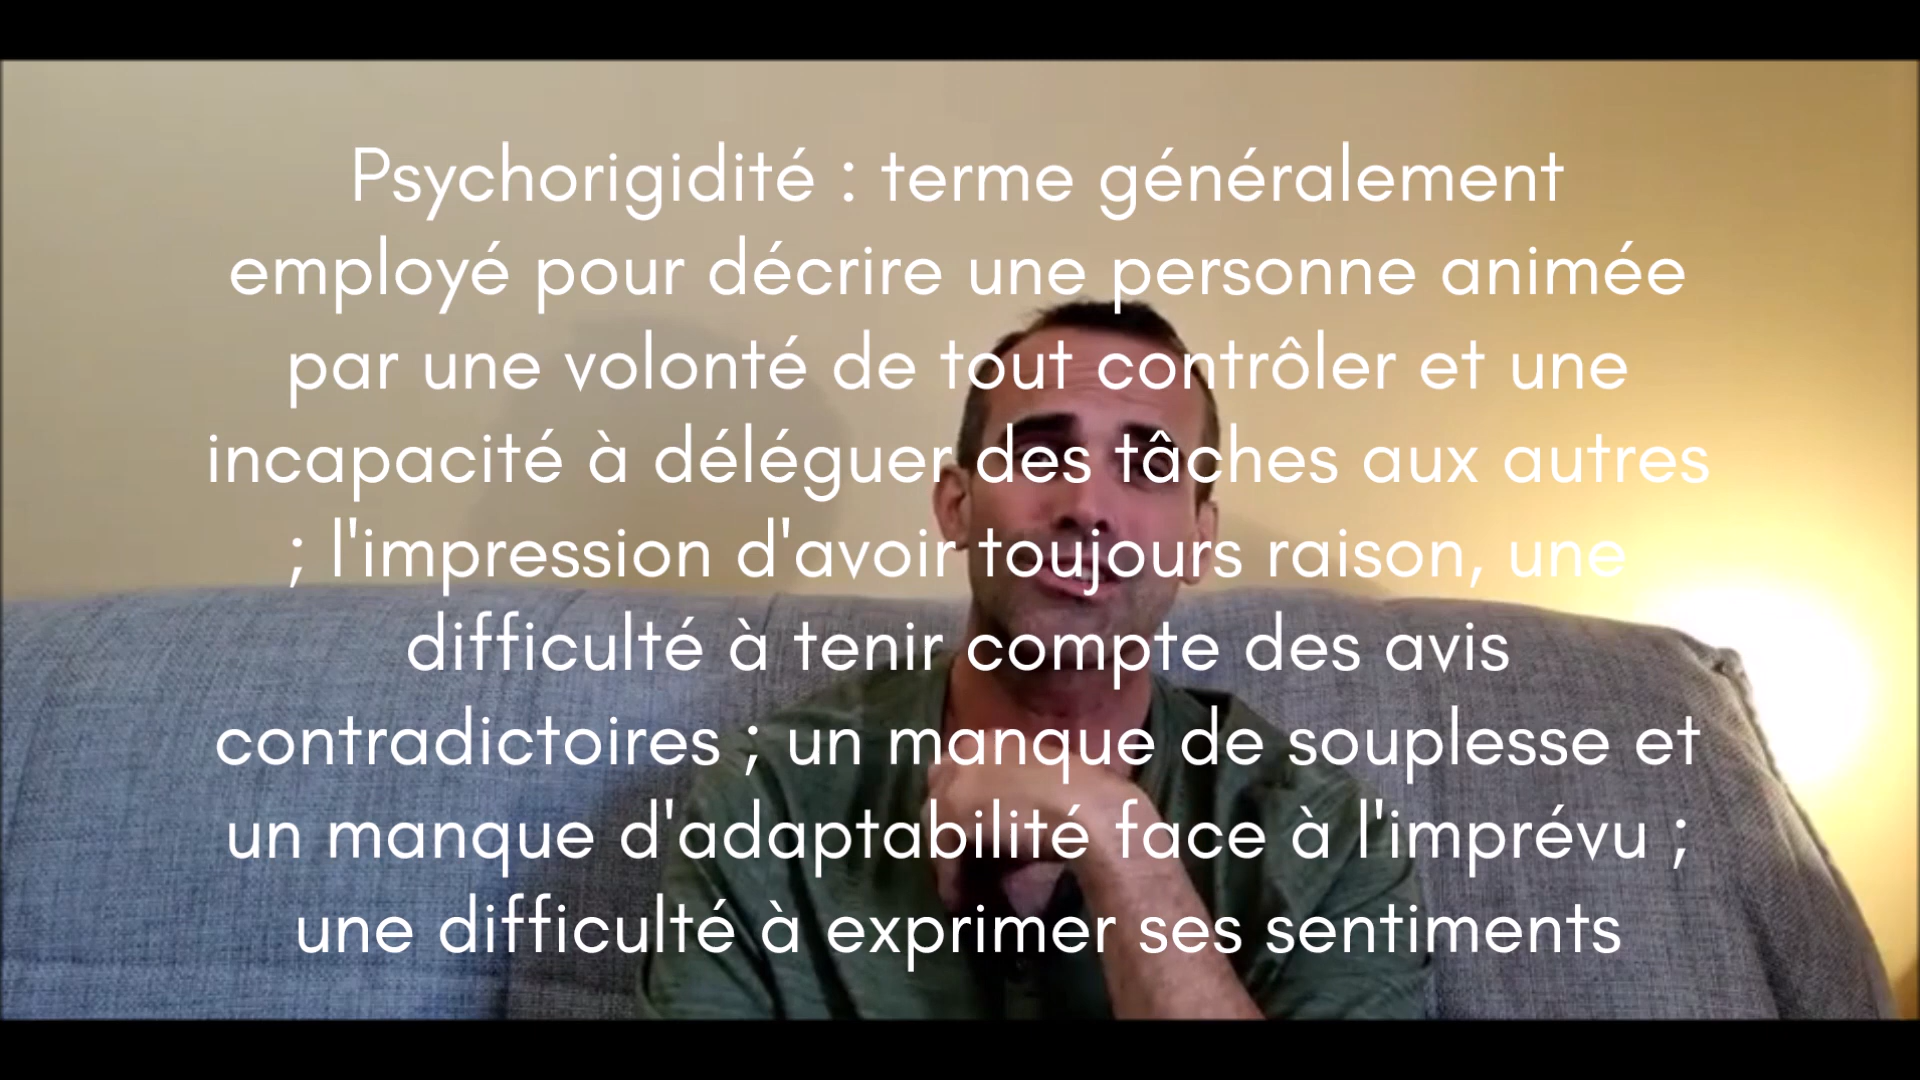 Psychorigidité : terme généralement
employé pour décrire une personne animée
par une volonté de tout contrôler et une
incapacité à déléguer des tâches aux autres
; l'impression d'avoir toujours raison, une
difficulté à tenir compte des avis
contradictoires ; un manque de souplesse et
un manque d'adaptabilité face à l'imprévu ;
une difficulté à exprimer ses sentiments